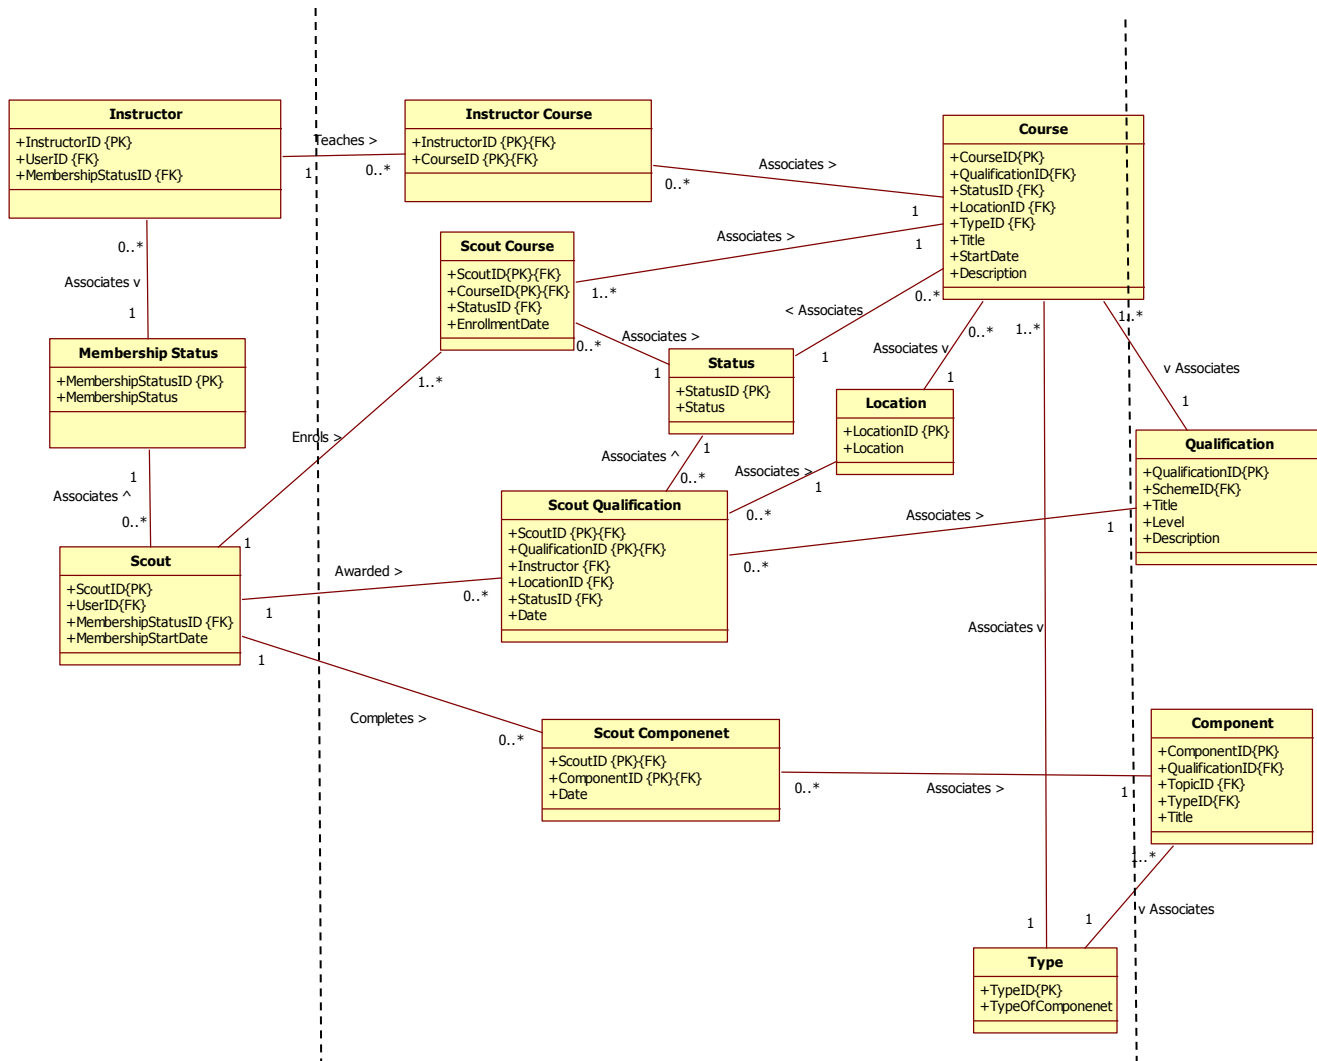 Instructor
+InstructorID {PK}
+UserID {FK}
+MembershipStatusID {FK}
Teaches >
1
0..*
Instructor Course
+InstructorID {PK}{FK}
+CourseID {PK}{FK}
Associates >
0..*
1
Course
+CourseID{PK}
+QualificationID{FK}
+StatusID {FK}
+LocationID {FK}
+TypeID {FK}
+Title
+StartDate
+Description
0..*
Associates v
1
Scout Course
+ScoutID{PK}{FK}
+CourseID{PK}{FK}
+StatusID {FK}
+EnrollmentDate
Associates >
1
1..*
0..*
< Associates
1
Associates >
0..*
1
0..*
Associates v
1
1..*
1..*
v Associates
1
Membership Status
+MembershipStatusID {PK}
+MembershipStatus
Status
+StatusID {PK}
+Status
Location
+LocationID {PK}
+Location
Qualification
+QualificationID{PK}
+SchemeID{FK}
+Title
+Level
+Description
1..*
Enrols >
1
1
Associates ^
0..*
1
Associates ^
0..*
Associates >
1
0..*
Scout Qualification
+ScoutID {PK}{FK}
+QualificationID {PK}{FK}
+Instructor {FK}
+LocationID {FK}
+StatusID {FK}
+Date
Associates >
1
0..*
Scout
+ScoutID{PK}
+UserID{FK}
+MembershipStatusID {FK}
+MembershipStartDate
Awarded >
1
0..*
Associates v
1
Completes >
0..*
Scout Componenet
+ScoutID {PK}{FK}
+ComponentID {PK}{FK}
+Date
0..*
Associates >
1
Component
+ComponentID{PK}
+QualificationID{FK}
+TopicID {FK}
+TypeID{FK}
+Title
1..*
v Associates
1
1
Type
+TypeID{PK}
+TypeOfComponenet